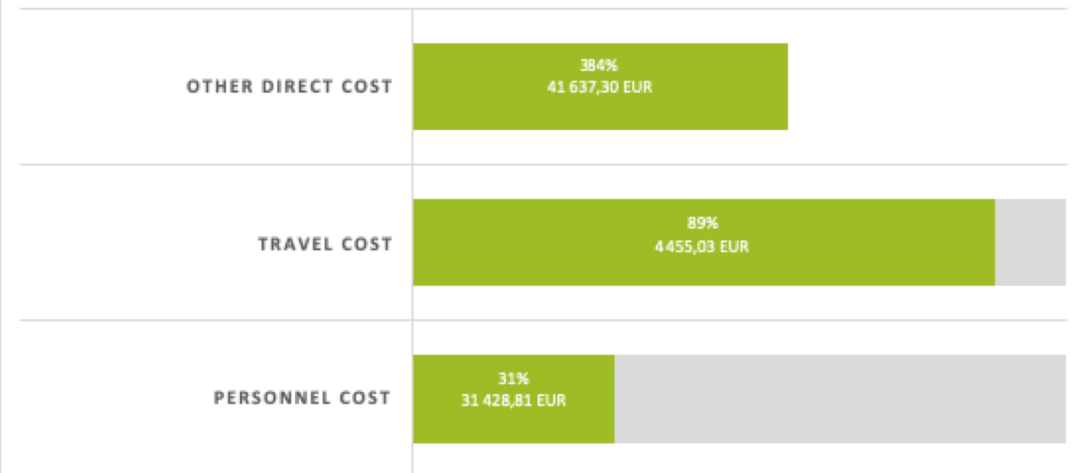 OTHER DIRECT COST
384%
41 637,30 EUR
TRAVEL COST
89%
4 455,03 EUR
PERSONNEL COST
31%
31 428,81 EUR